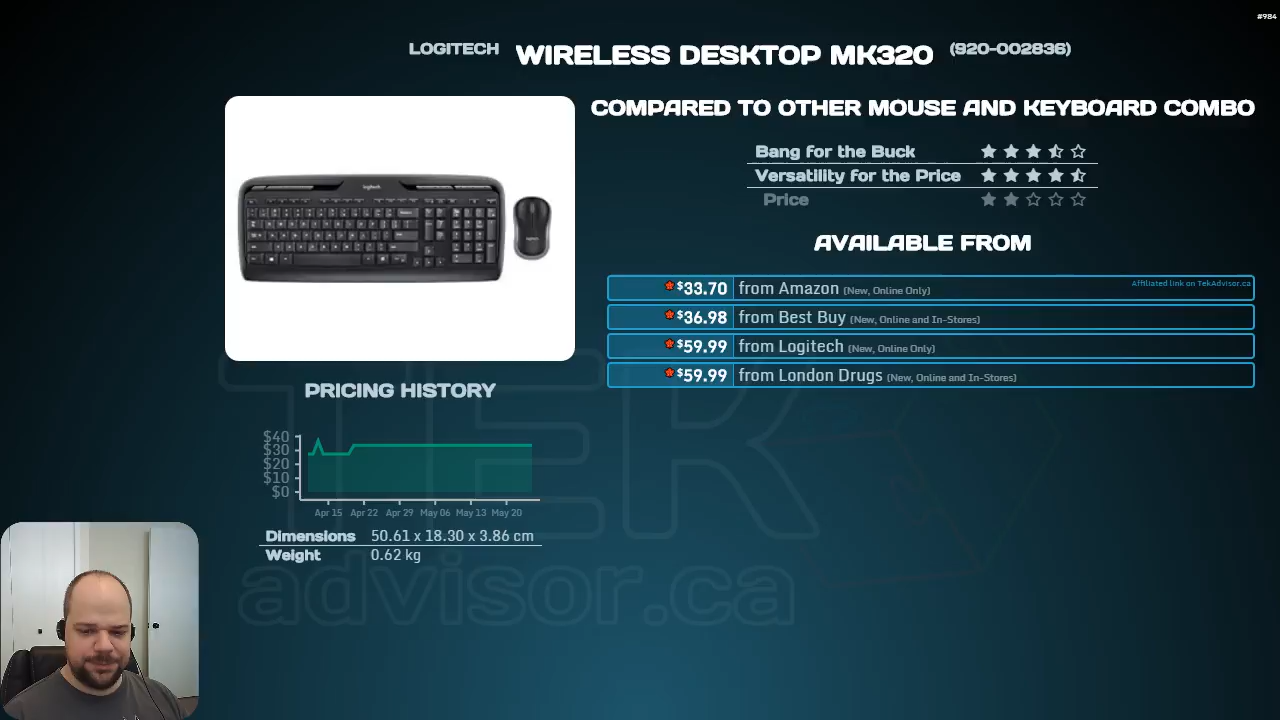 #984
LOGITECH WIRELESS DESKTOP MK320 (920-002836)
COMPARED TO OTHER MOUSE AND KEYBOARD COMBO
Bang for the Buck
Versatility for the Price
Price
AVAILABLE FROM
$33.70 from Amazon (New, Online Only) Affiliated link on TekAdvisor.ca
$36.98 from Best Buy (New, Online and In-Stores)
$59.99 from Logitech (New, Online Only)
$59.99 from London Drugs (New, Online and In-Stores)
PRICING HISTORY
$40
$30
$20
$10
$0
Apr 15 Apr 22 Apr 29 May 06 May 13 May 20
Dimensions 50.61 x 18.30 x 3.86 cm
Weight 0.62 kg
TEK
advisor.ca